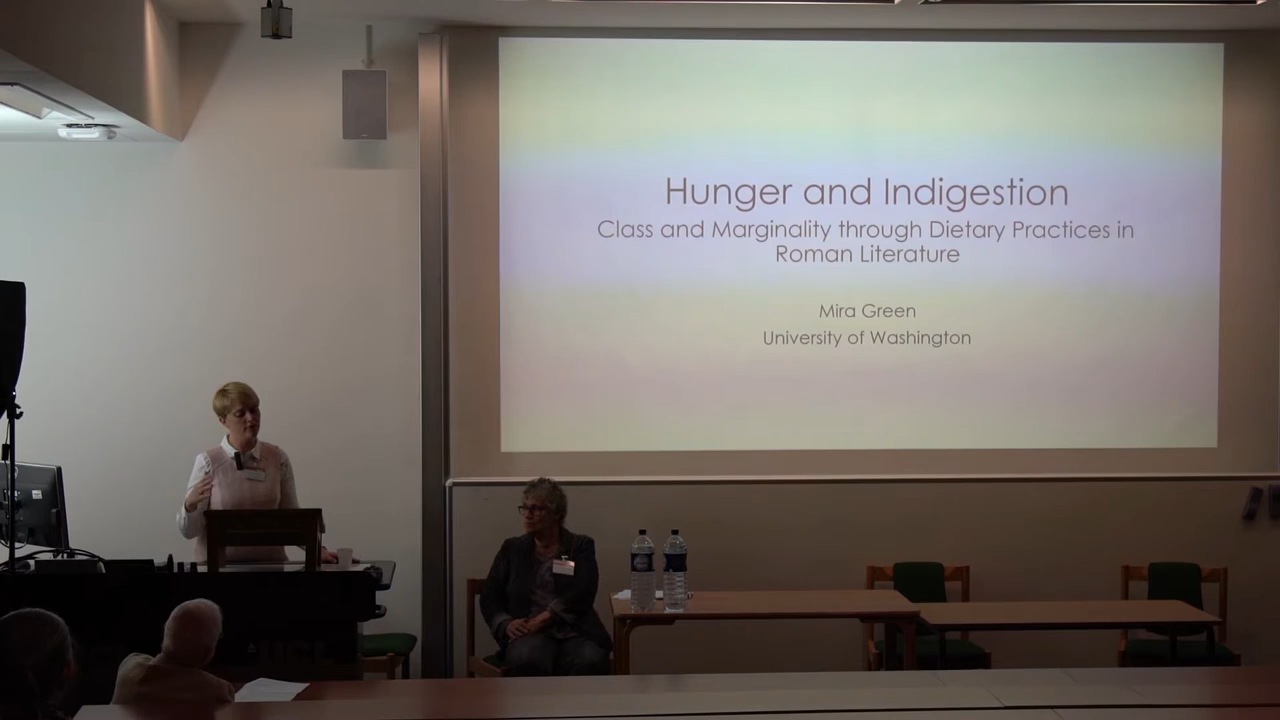 Hunger and Indigestion
Class and Marginality through Dietary Practices in
Roman Literature
Mira Green
University of Washington